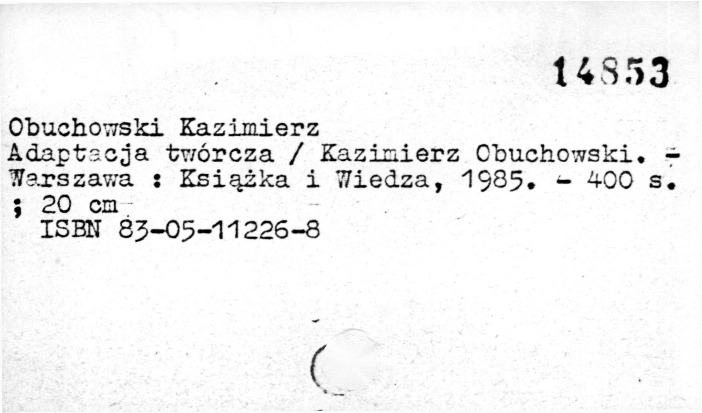 14853
Obuchowski Kazimierz
Adaptacja twórcza / Kazimierz Obuchowski. -
Warszawa : Książka i Wiedza, 1985. - 400 s.
; 20 cm
ISBN 83-05-11226-8